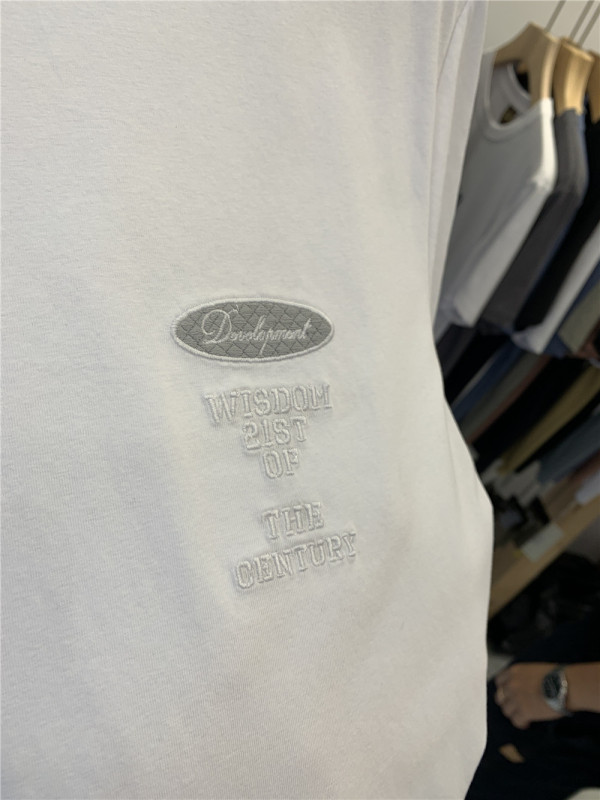 Development
WISDOM
21ST
OF
THE
CENTURY